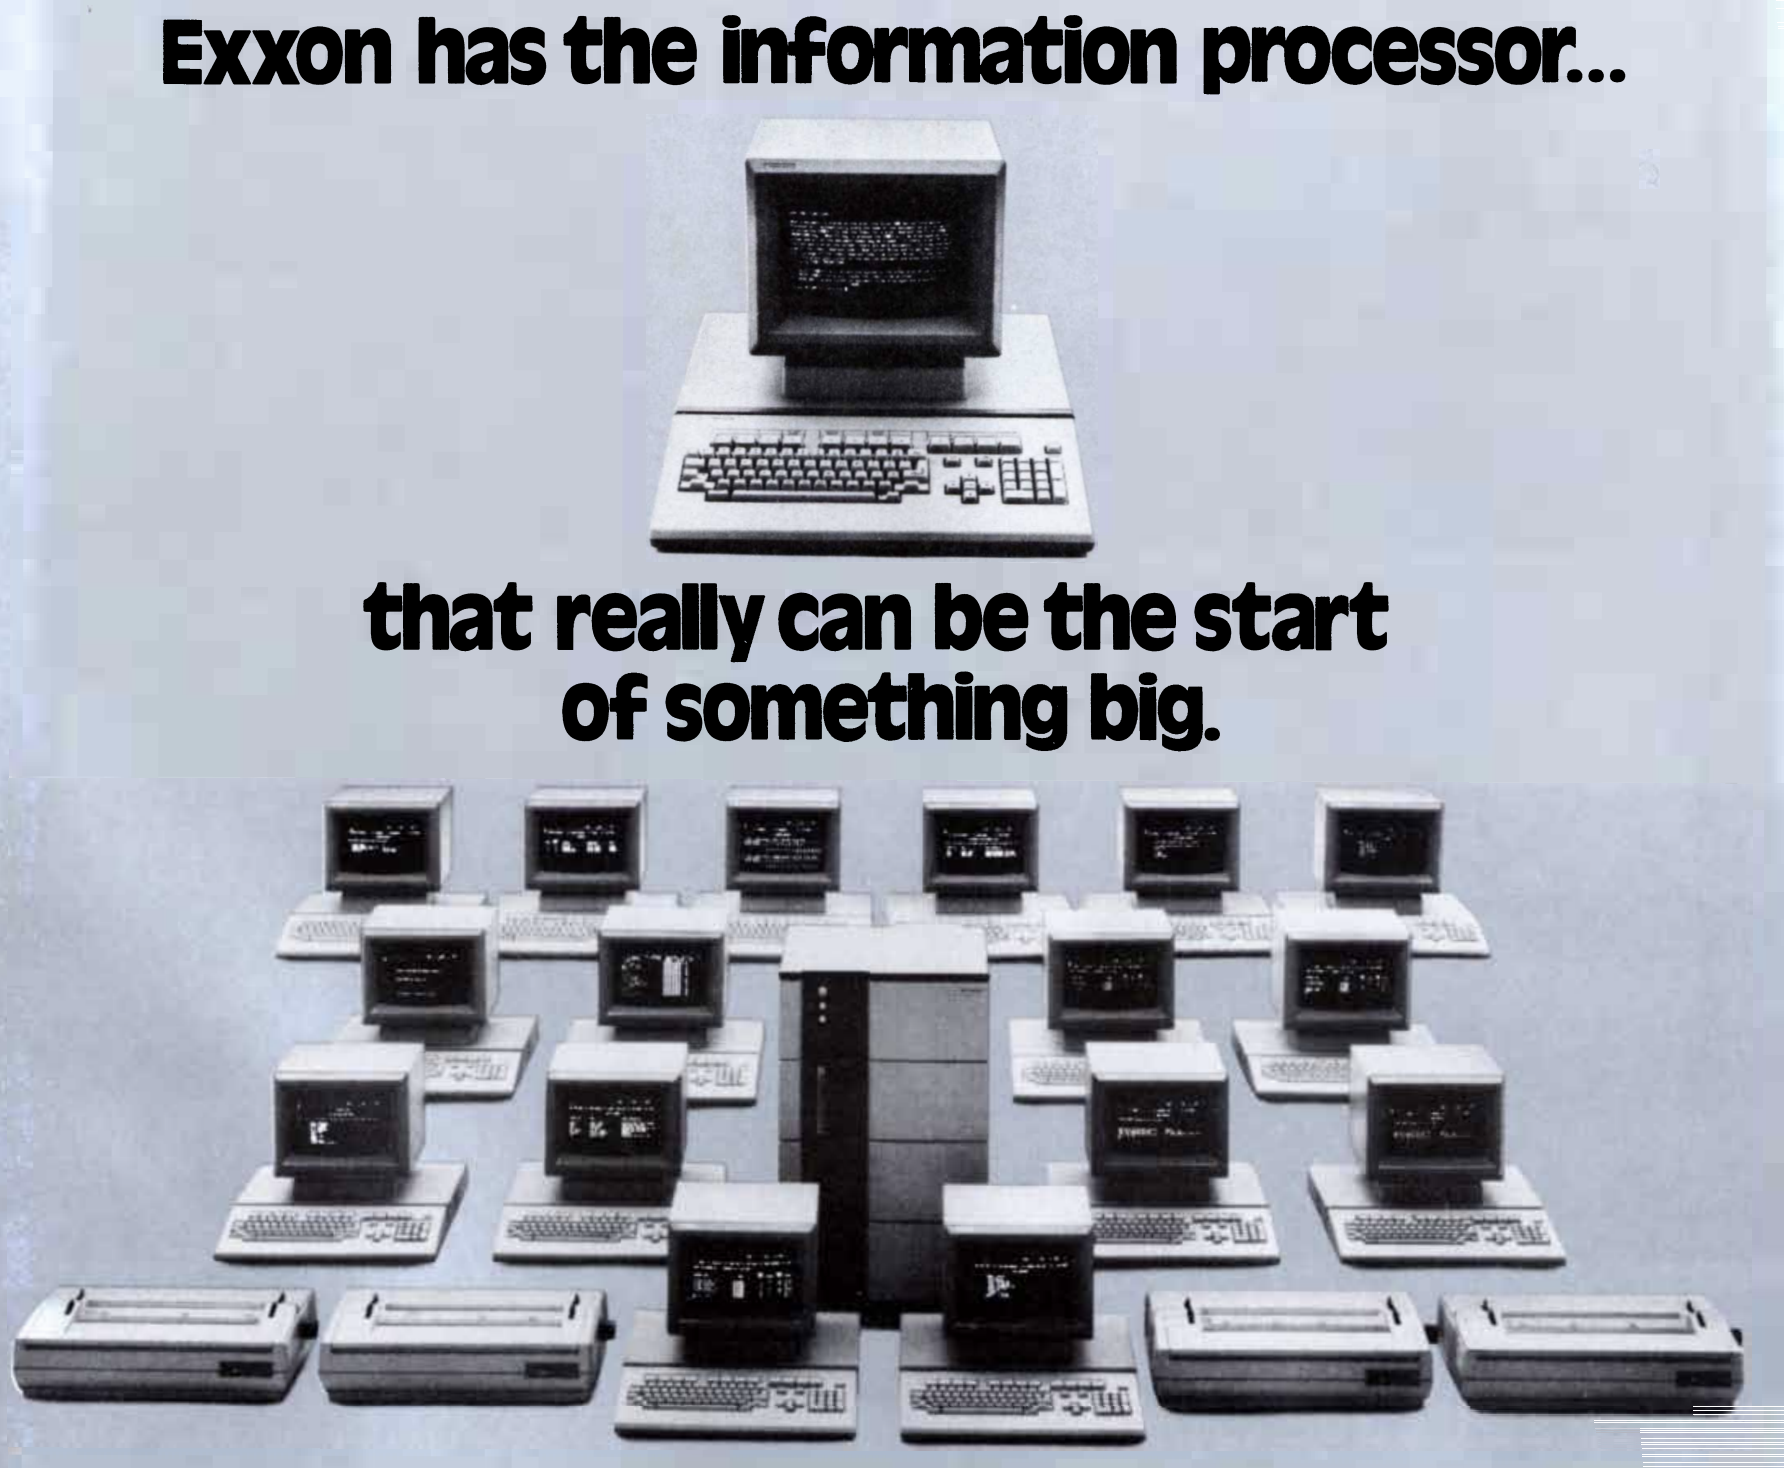 Exxon has the information processor...
that really can be the start
of something big.